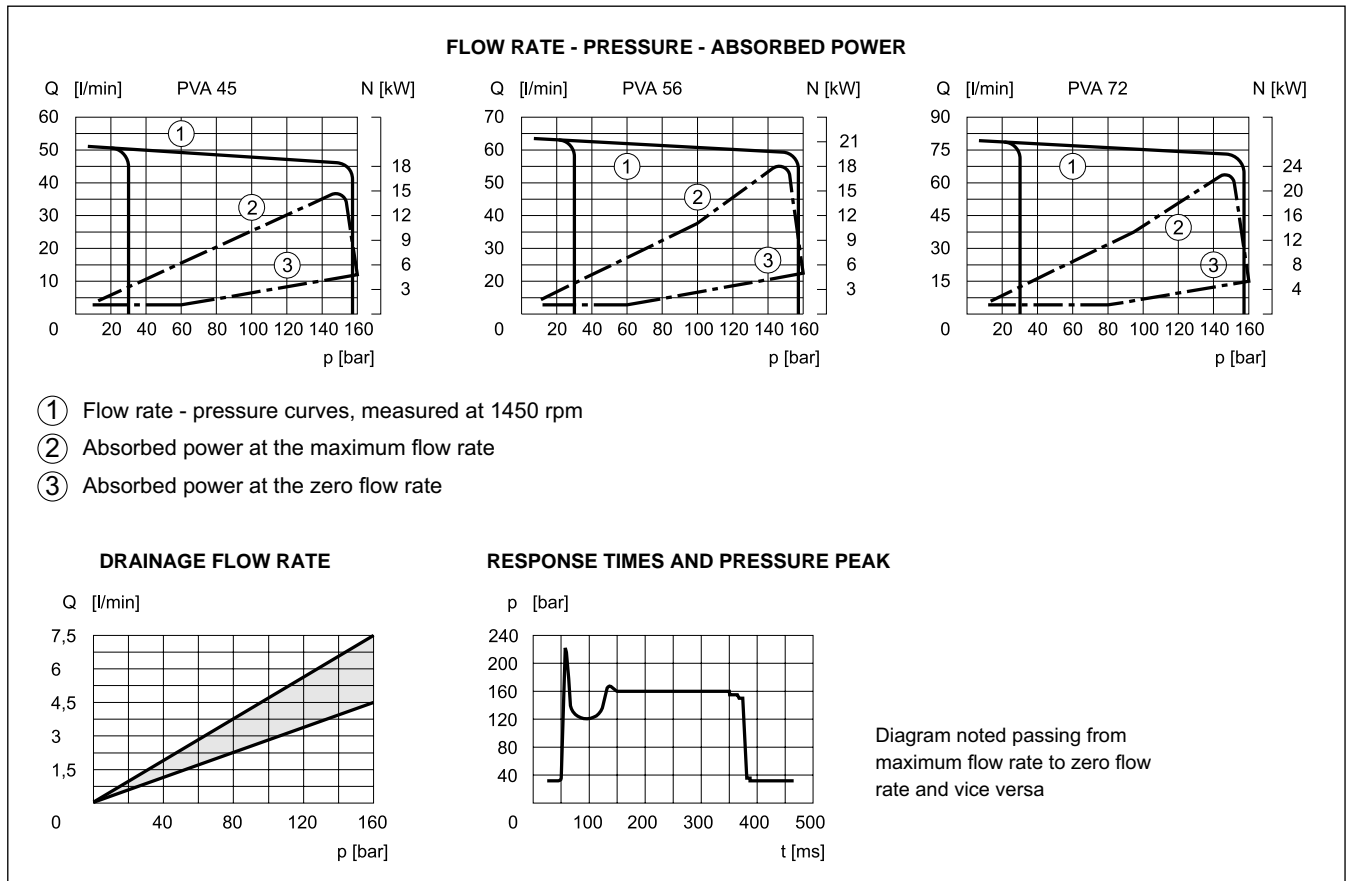 FLOW RATE - PRESSURE - ABSORBED POWER
Q [l/min] PVA 45 N [kW]
60
50
40
30
20
10
0
18
15
12
9
6
3
1
2
3
20 40 60 80 100 120 140 160
p [bar]
Q [l/min] PVA 56 N [kW]
70
60
50
40
30
20
0
21
18
15
12
9
6
3
1
2
3
20 40 60 80 100 120 140 160
p [bar]
Q [l/min] PVA 72 N [kW]
90
75
60
45
30
15
0
24
20
16
12
8
4
1
2
3
20 40 60 80 100 120 140 160
p [bar]
1 Flow rate - pressure curves, measured at 1450 rpm
2 Absorbed power at the maximum flow rate
3 Absorbed power at the zero flow rate
DRAINAGE FLOW RATE
Q [l/min]
7,5
6
4,5
3
1,5
0 40 80 120 160
p [bar]
RESPONSE TIMES AND PRESSURE PEAK
p [bar]
240
200
160
120
80
40
0 100 200 300 400 500
t [ms]
Diagram noted passing from
maximum flow rate to zero flow
rate and vice versa